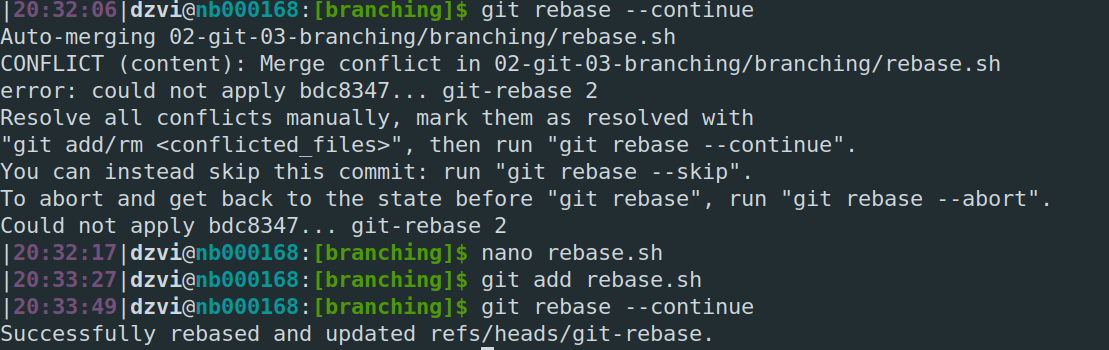 |20:32:06|dzvi@nb000168:[branching]$ git rebase --continue
Auto-merging 02-git-03-branching/branching/rebase.sh
CONFLICT (content): Merge conflict in 02-git-03-branching/branching/rebase.sh
error: could not apply bdc8347... git-rebase 2
Resolve all conflicts manually, mark them as resolved with
"git add/rm <conflicted_files>", then run "git rebase --continue".
You can instead skip this commit: run "git rebase --skip".
To abort and get back to the state before "git rebase", run "git rebase --abort".
Could not apply bdc8347... git-rebase 2
|20:32:17|dzvi@nb000168:[branching]$ nano rebase.sh
|20:33:27|dzvi@nb000168:[branching]$ git add rebase.sh
|20:33:49|dzvi@nb000168:[branching]$ git rebase --continue
Successfully rebased and updated refs/heads/git-rebase.